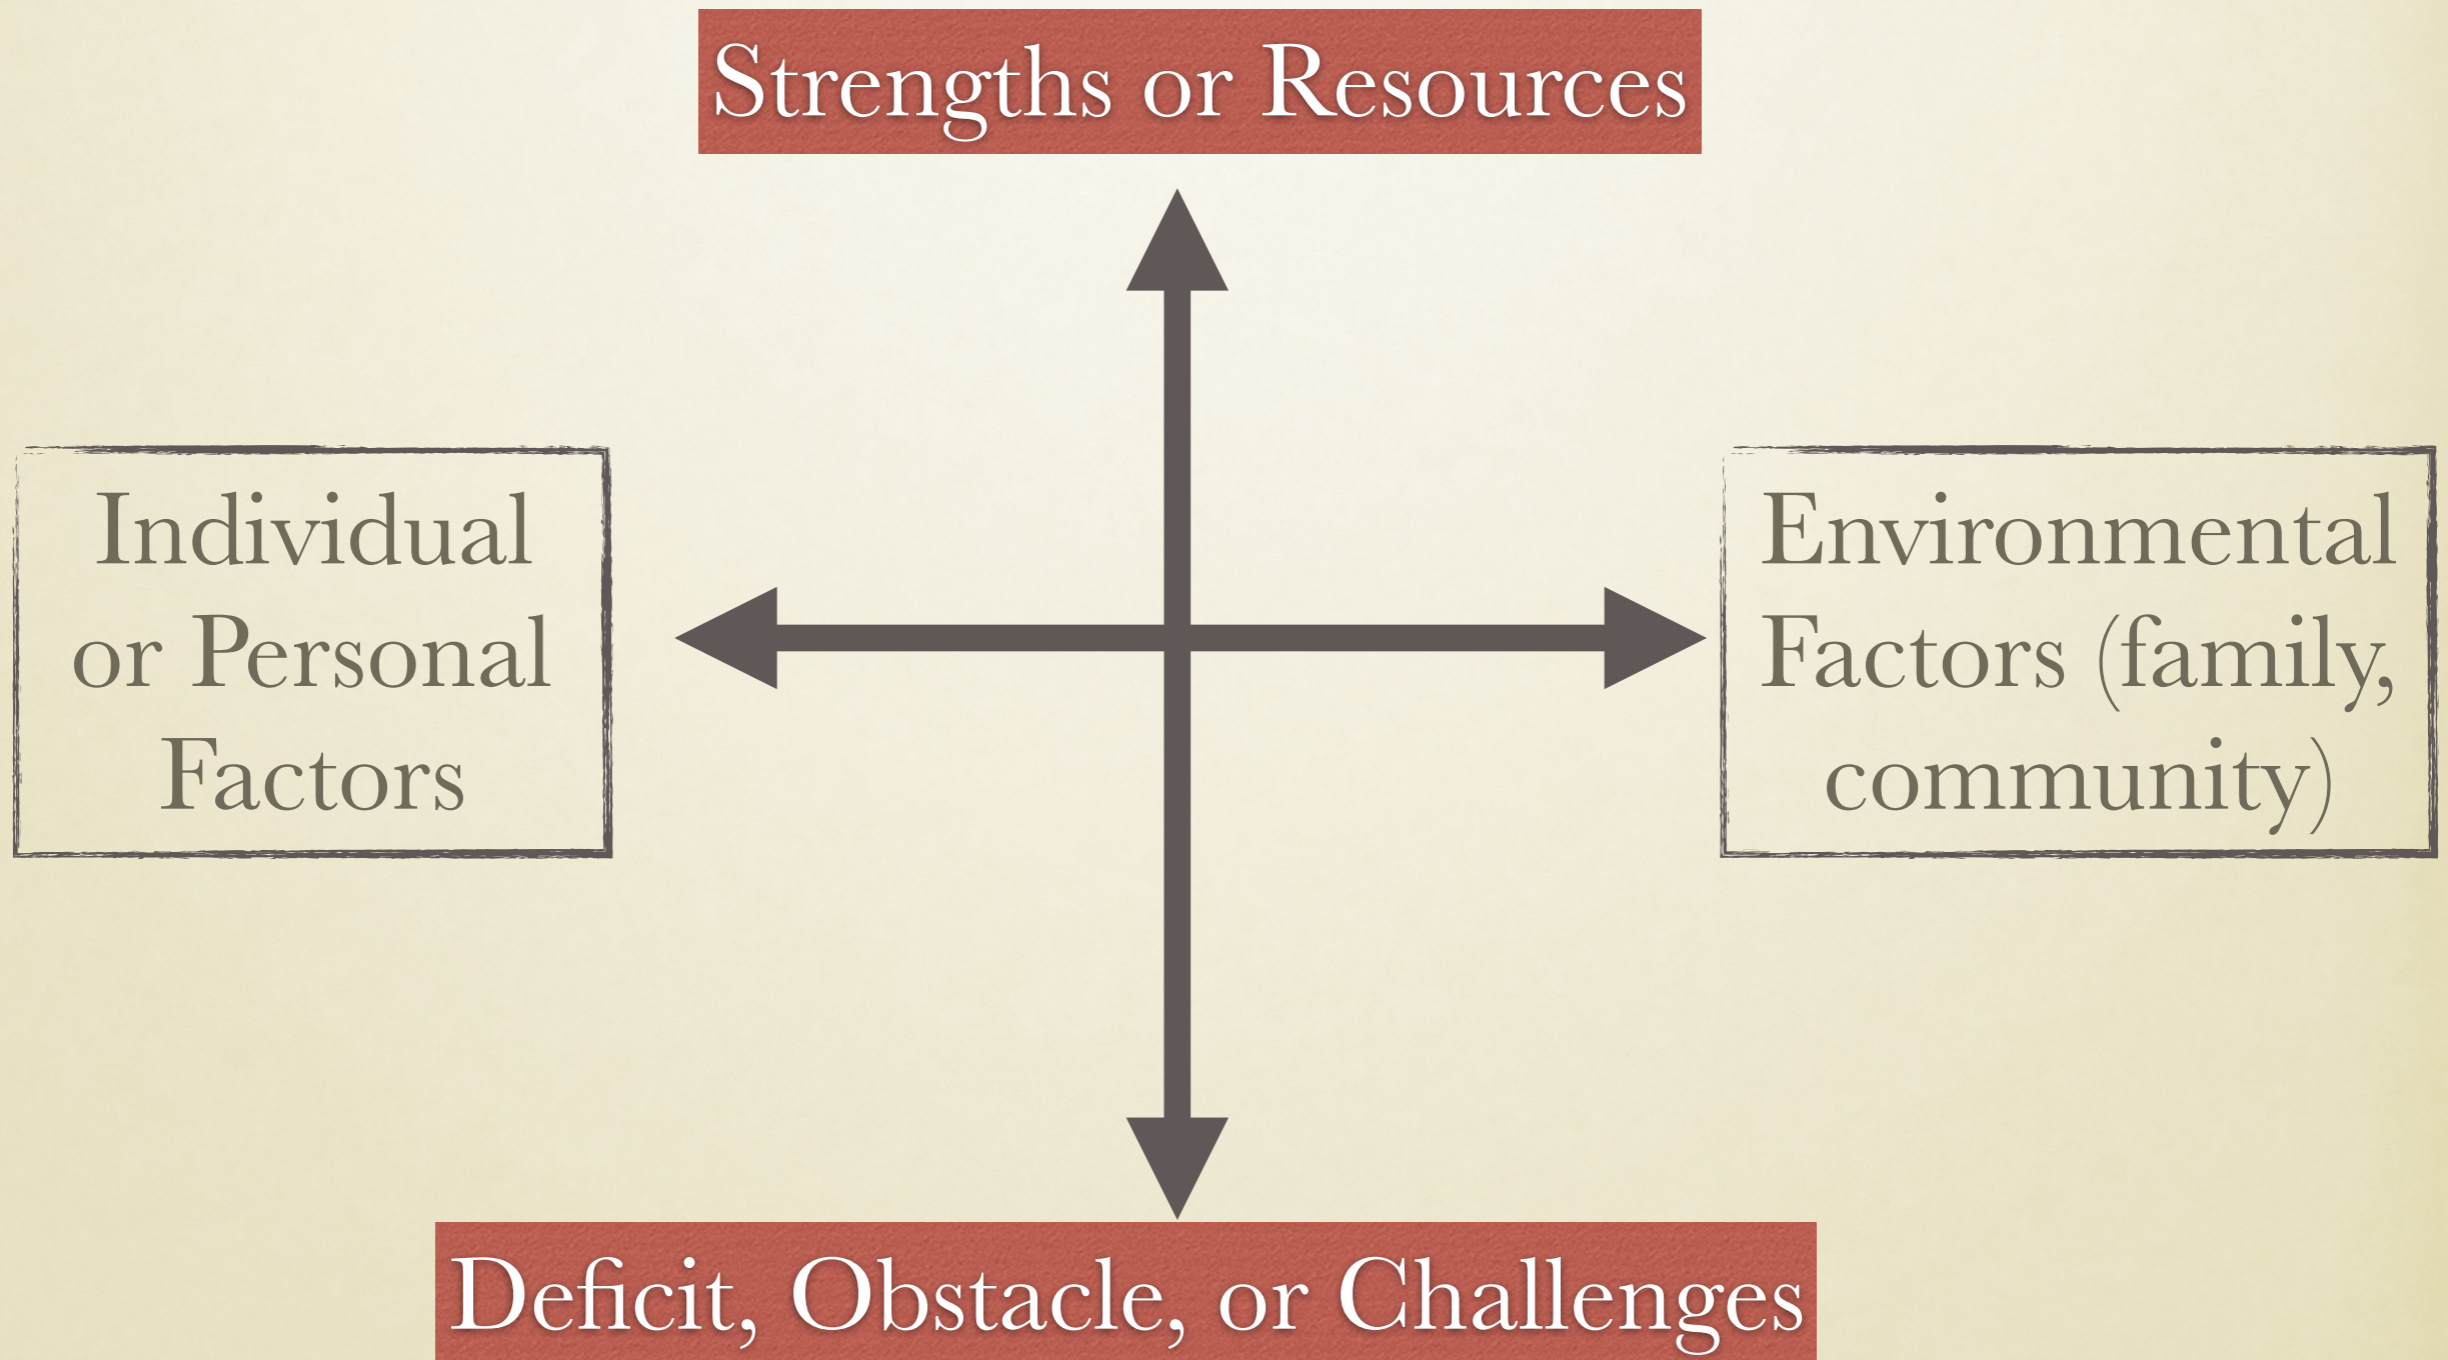 Strengths or Resources
Individual
or Personal
Factors
Environmental
Factors (family,
community)
Deficit, Obstacle, or Challenges